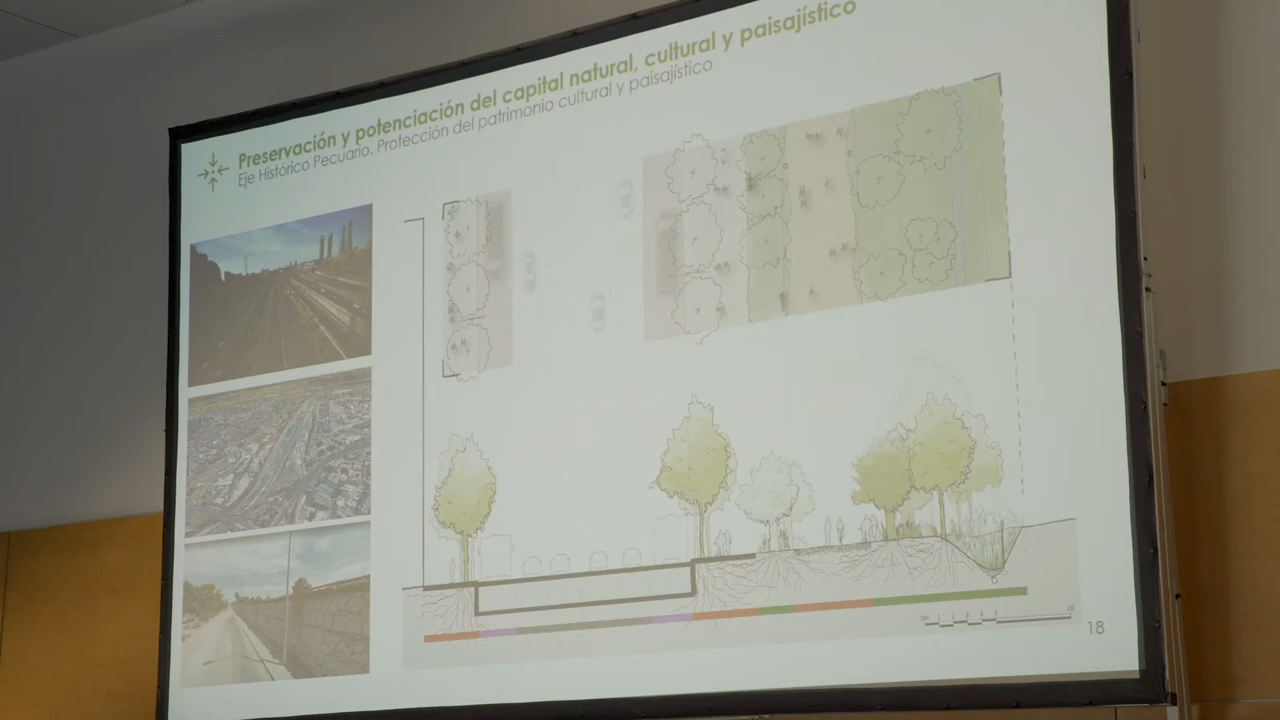 Preservación y potenciación del capital natural, cultural y paisajístico
Eje Histórico Pecuario. Protección del patrimonio cultural y paisajístico
18